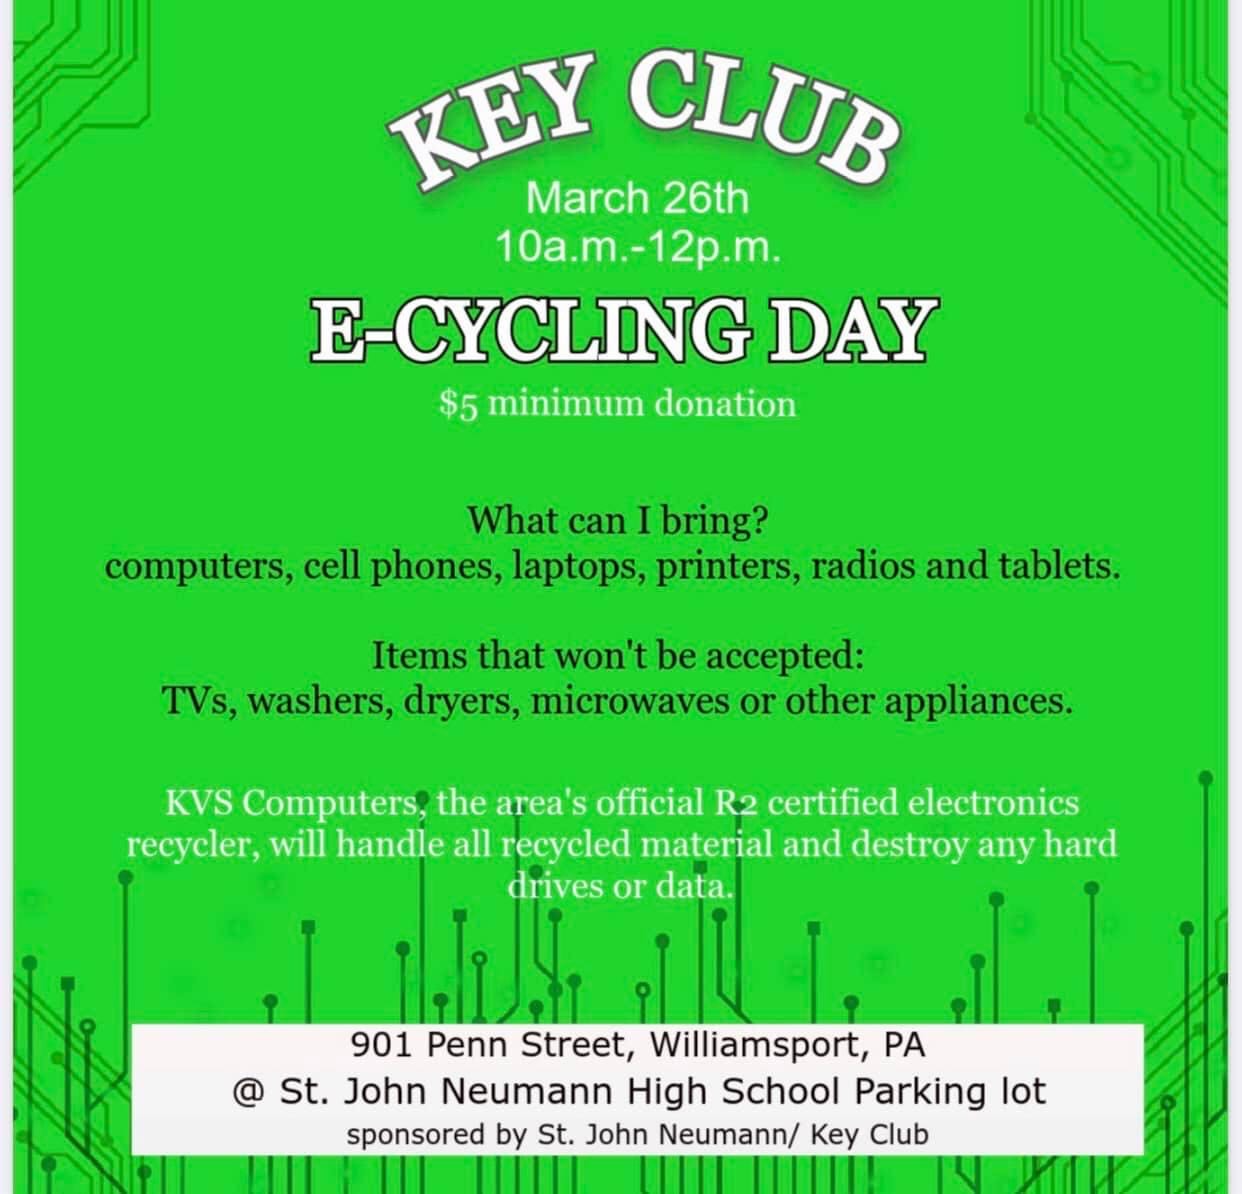 KEY CLUB
March 26th
10a.m.-12p.m.
E-CYCLING DAY
$5 minimum donation
What can I bring?
computers, cell phones, laptops, printers, radios and tablets.
Items that won't be accepted:
TVs, washers, dryers, microwaves or other appliances.
KVS Computers, the area's official R2 certified electronics
recycler, will handle all recycled material and destroy any hard
drives or data.
901 Penn Street, Williamsport, PA
@ St. John Neumann High School Parking lot
sponsored by St. John Neumann/ Key Club